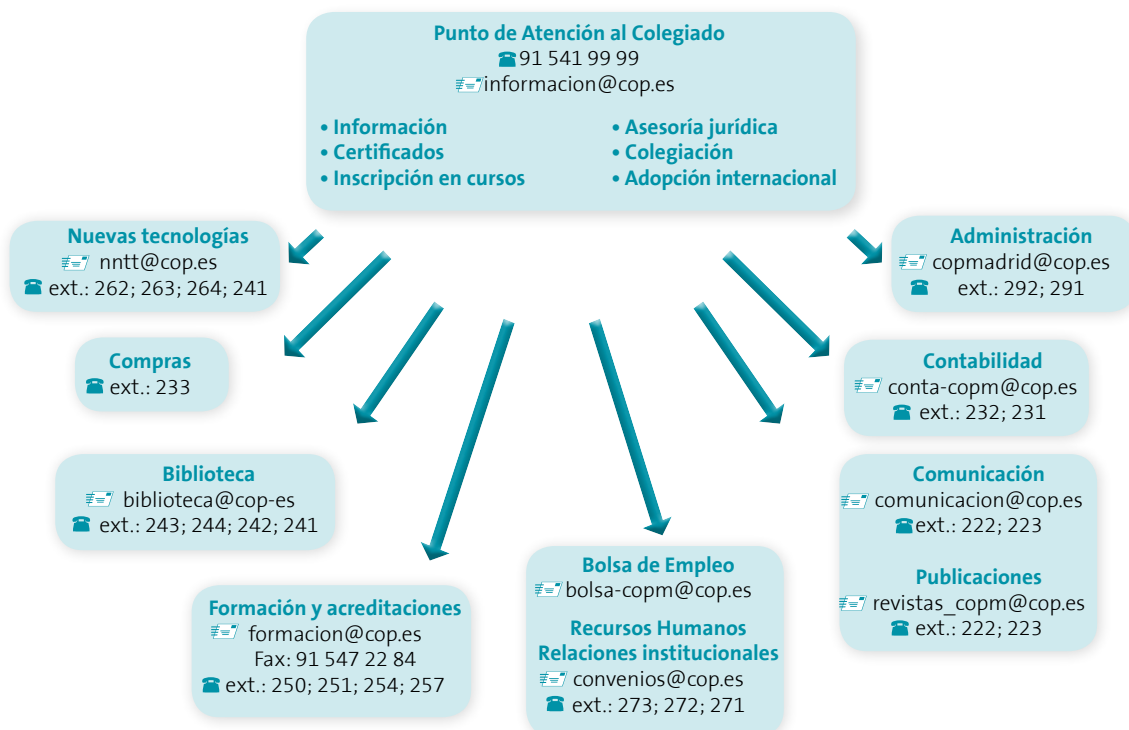 Punto de Atención al Colegiado
91 541 99 99
informacion@cop.es
• Información
• Certificados
• Inscripción en cursos
• Asesoría jurídica
• Colegiación
• Adopción internacional
Nuevas tecnologías
nntt@cop.es
ext.: 262; 263; 264; 241
Compras
ext.: 233
Biblioteca
biblioteca@cop-es
ext.: 243; 244; 242; 241
Formación y acreditaciones
formacion@cop.es
Fax: 91 547 22 84
ext.: 250; 251; 254; 257
Bolsa de Empleo
bolsa-copm@cop.es
Recursos Humanos
Relaciones institucionales
convenios@cop.es
ext.: 273; 272; 271
Administración
copmadrid@cop.es
ext.: 292; 291
Contabilidad
conta-copm@cop.es
ext.: 232; 231
Comunicación
comunicacion@cop.es
ext.: 222; 223
Publicaciones
revistas_copm@cop.es
ext.: 222; 223